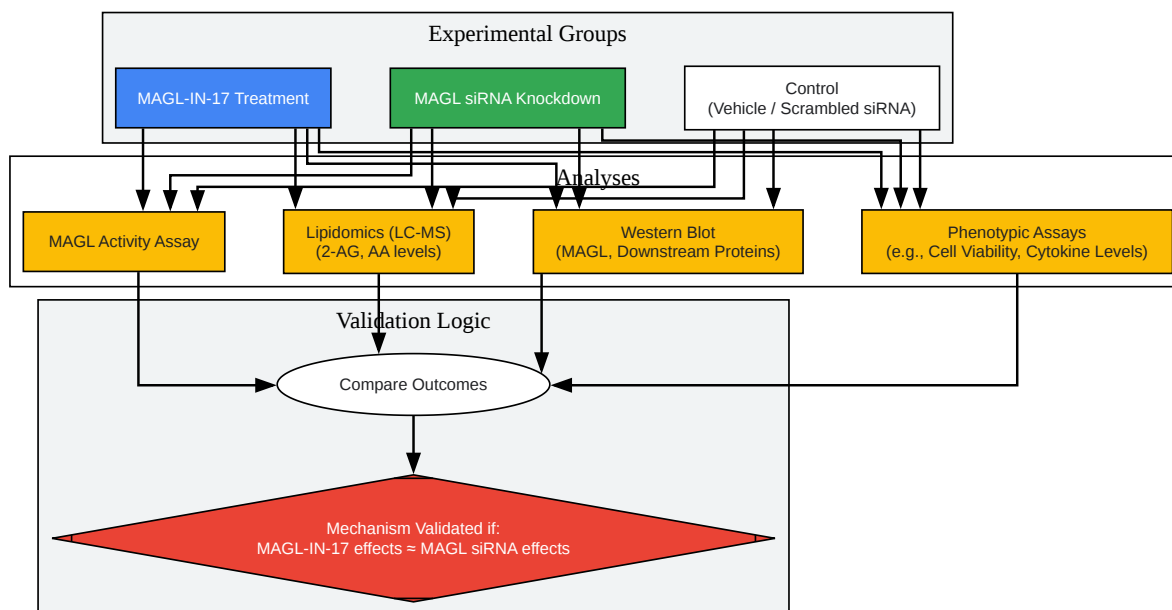 Experimental Groups
MAGL-IN-17 Treatment
MAGL siRNA Knockdown
Control
(Vehicle / Scrambled siRNA)
Analyses
MAGL Activity Assay
Lipidomics (LC-MS)
(2-AG, AA levels)
Western Blot
(MAGL, Downstream Proteins)
Phenotypic Assays
(e.g., Cell Viability, Cytokine Levels)
Validation Logic
Compare Outcomes
Mechanism Validated if:
MAGL-IN-17 effects ≈ MAGL siRNA effects